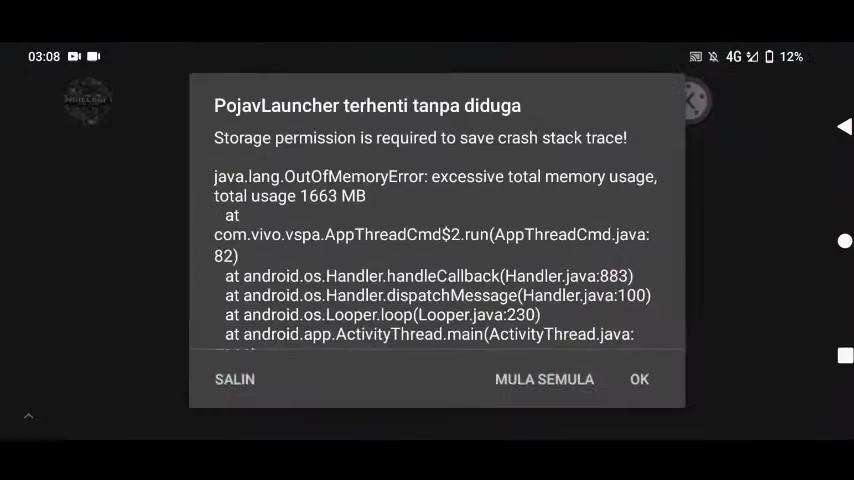 03:08
4G
12%
PojavLauncher terhenti tanpa diduga
Storage permission is required to save crash stack trace!
java.lang.OutOfMemoryError: excessive total memory usage,
total usage 1663 MB
at
com.vivo.vspa.AppThreadCmd$2.run(AppThreadCmd.java:
82)
at android.os.Handler.handleCallback(Handler.java:883)
at android.os.Handler.dispatchMessage(Handler.java:100)
at android.os.Looper.loop(Looper.java:230)
at android.app.ActivityThread.main(ActivityThread.java:
SALIN
MULA SEMULA
OK